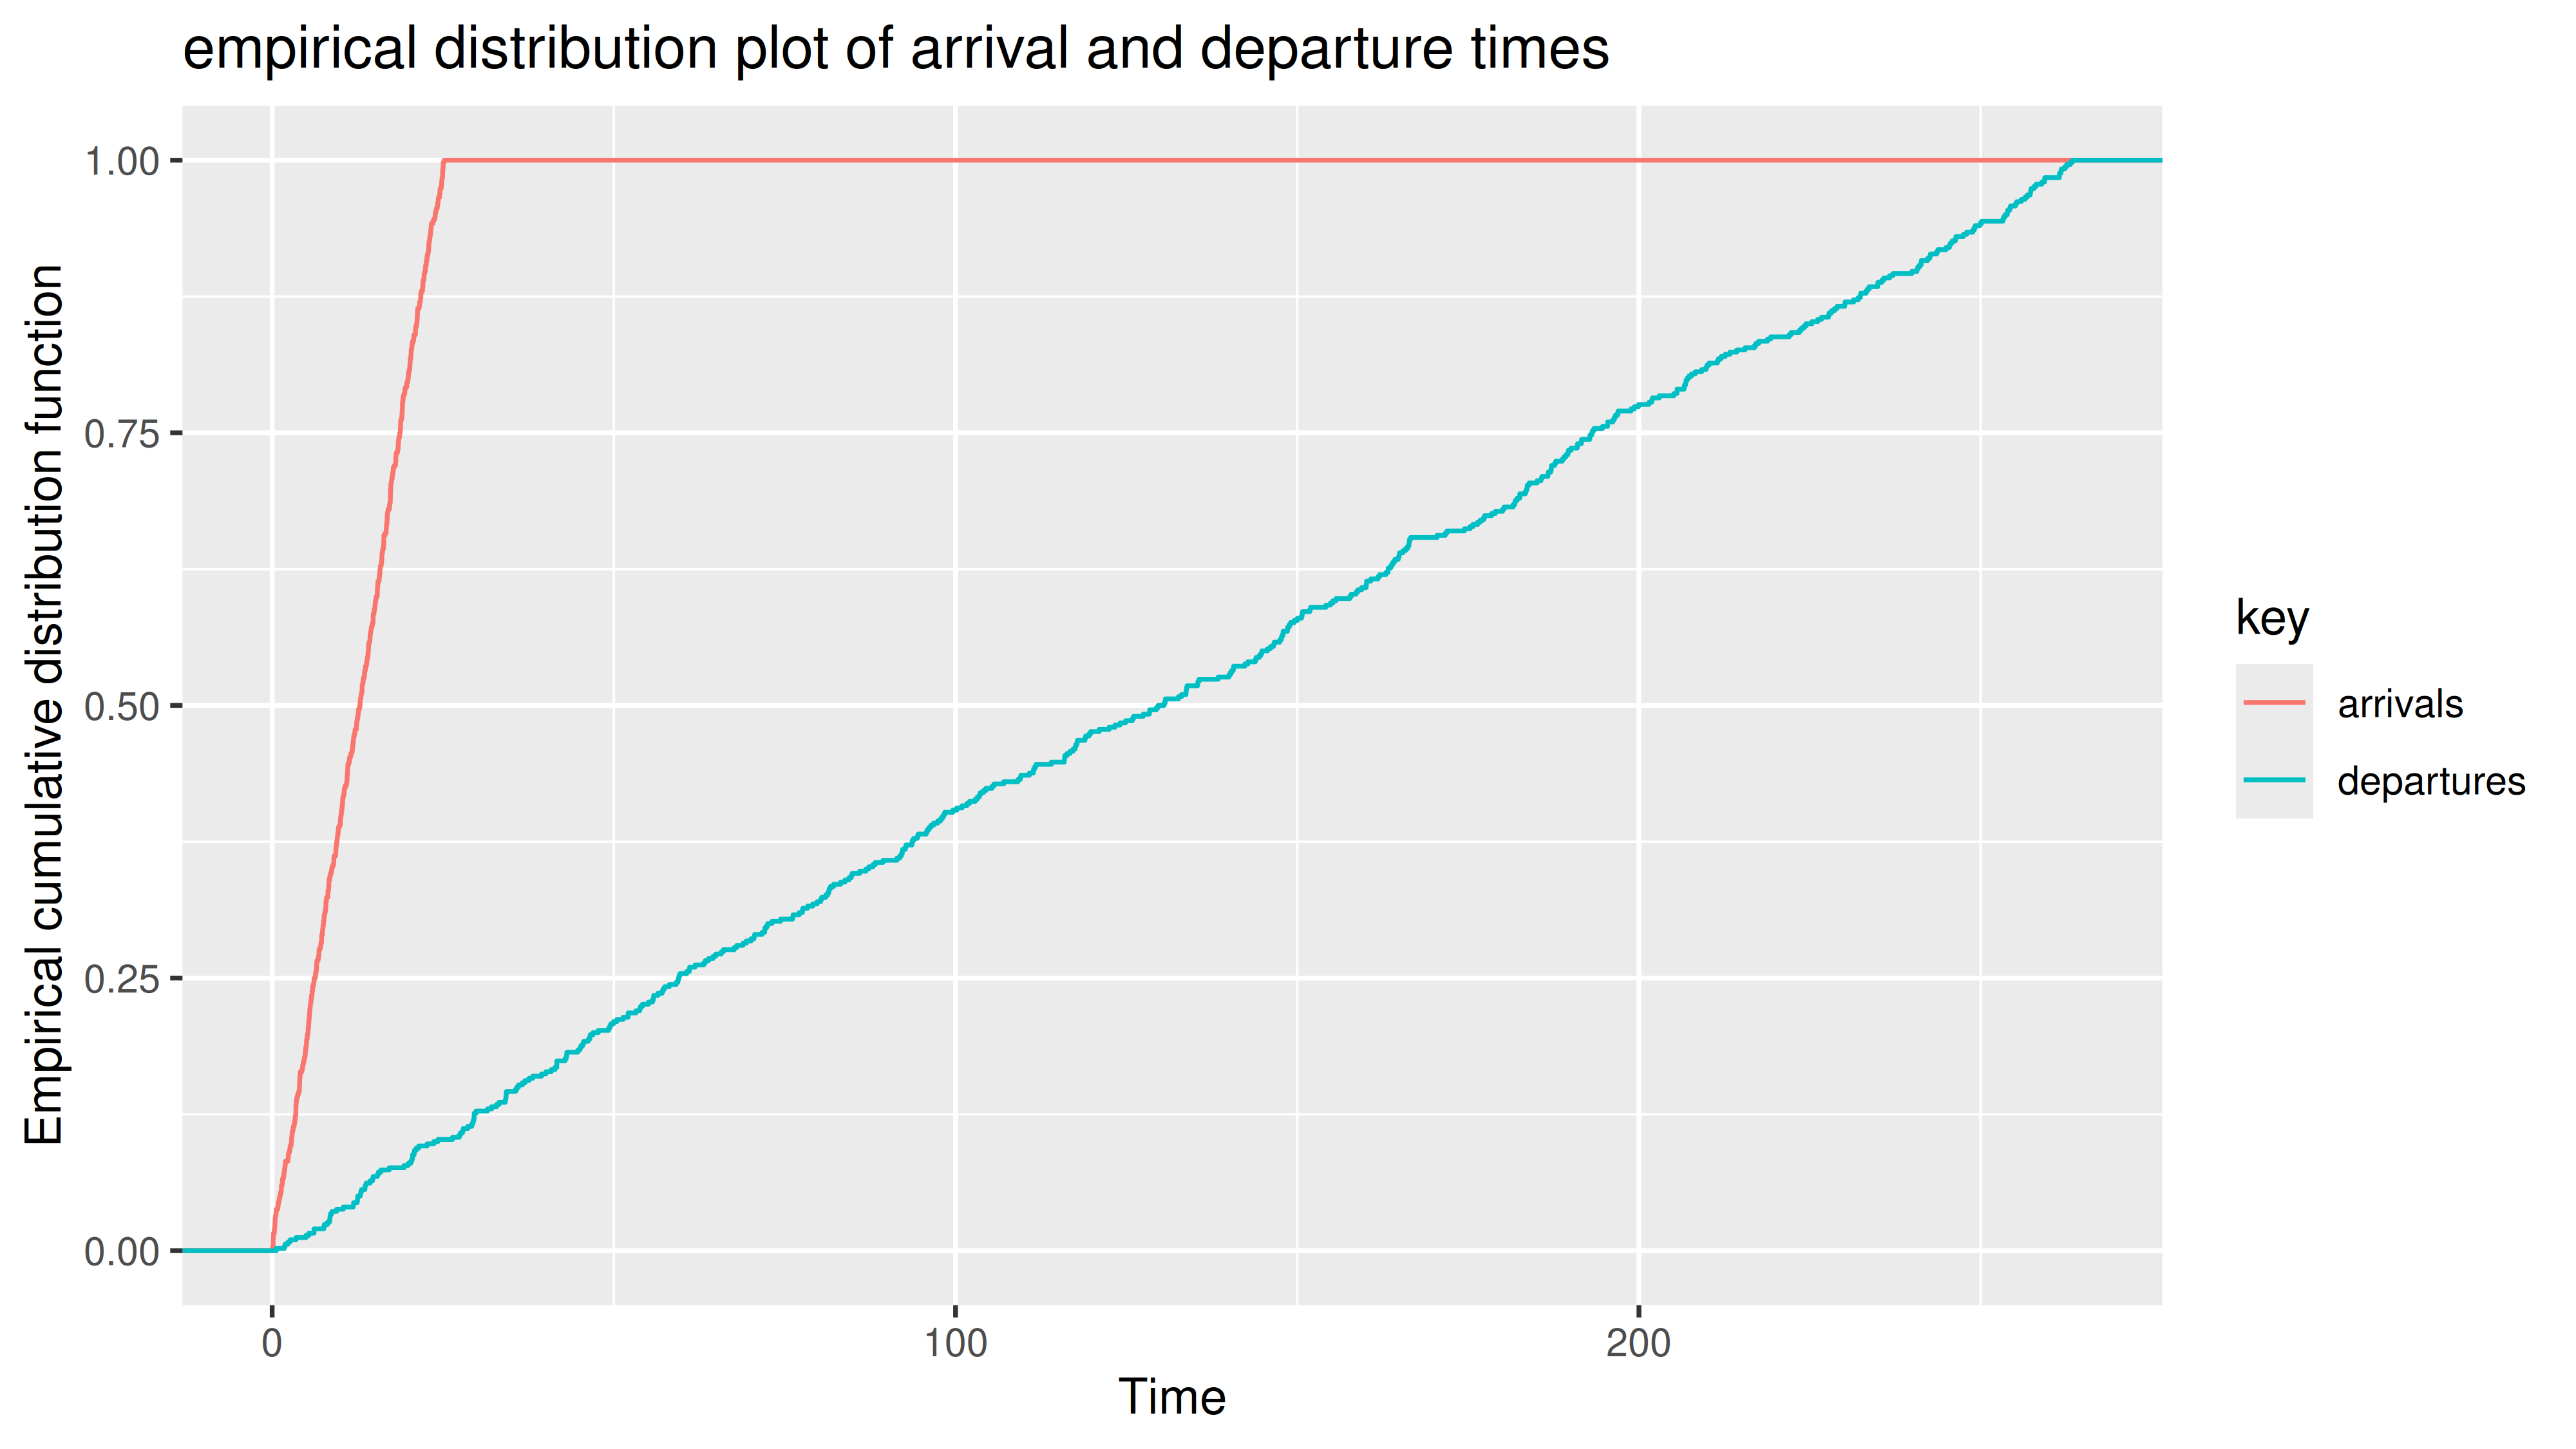 empirical distribution plot of arrival and departure times
Empirical cumulative distribution function
1.00
0.75
0.50
0.25
0.00
0
100
200
Time
key
arrivals
departures